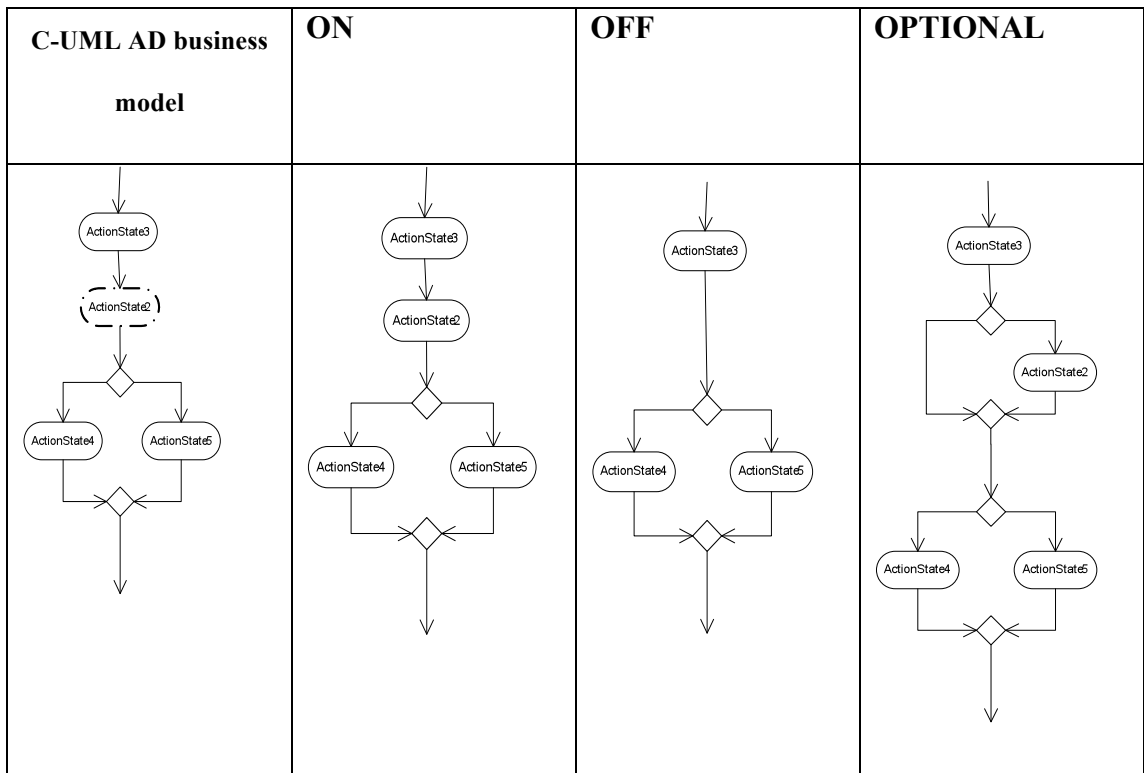 C-UML AD business
model
ON
OFF
OPTIONAL
ActionState3
ActionState2
ActionState4
ActionState5
ActionState3
ActionState2
ActionState4
ActionState5
ActionState3
ActionState4
ActionState5
ActionState3
ActionState2
ActionState4
ActionState5